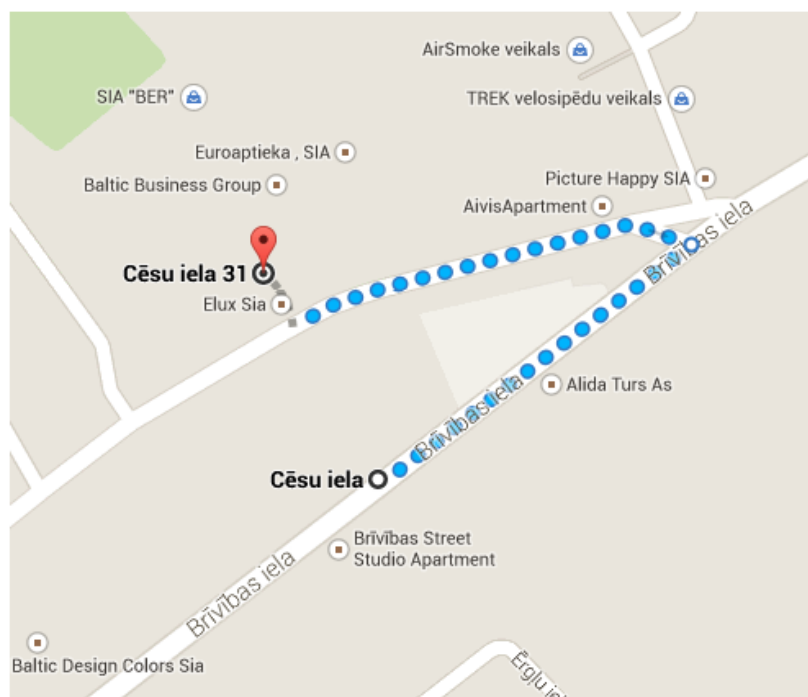 AirSmoke veikals
SIA "BER"
TREK velosipēdu veikals
Euroaptieka , SIA
Picture Happy SIA
Baltic Business Group
AivisApartment
Brīvības iela
Cēsu iela 31
Elux Sia
Alida Turs As
Brīvības iela
Cēsu iela
Brīvības Street
Studio Apartment
Brīvības iela
Baltic Design Colors Sia
Ērgļu ie